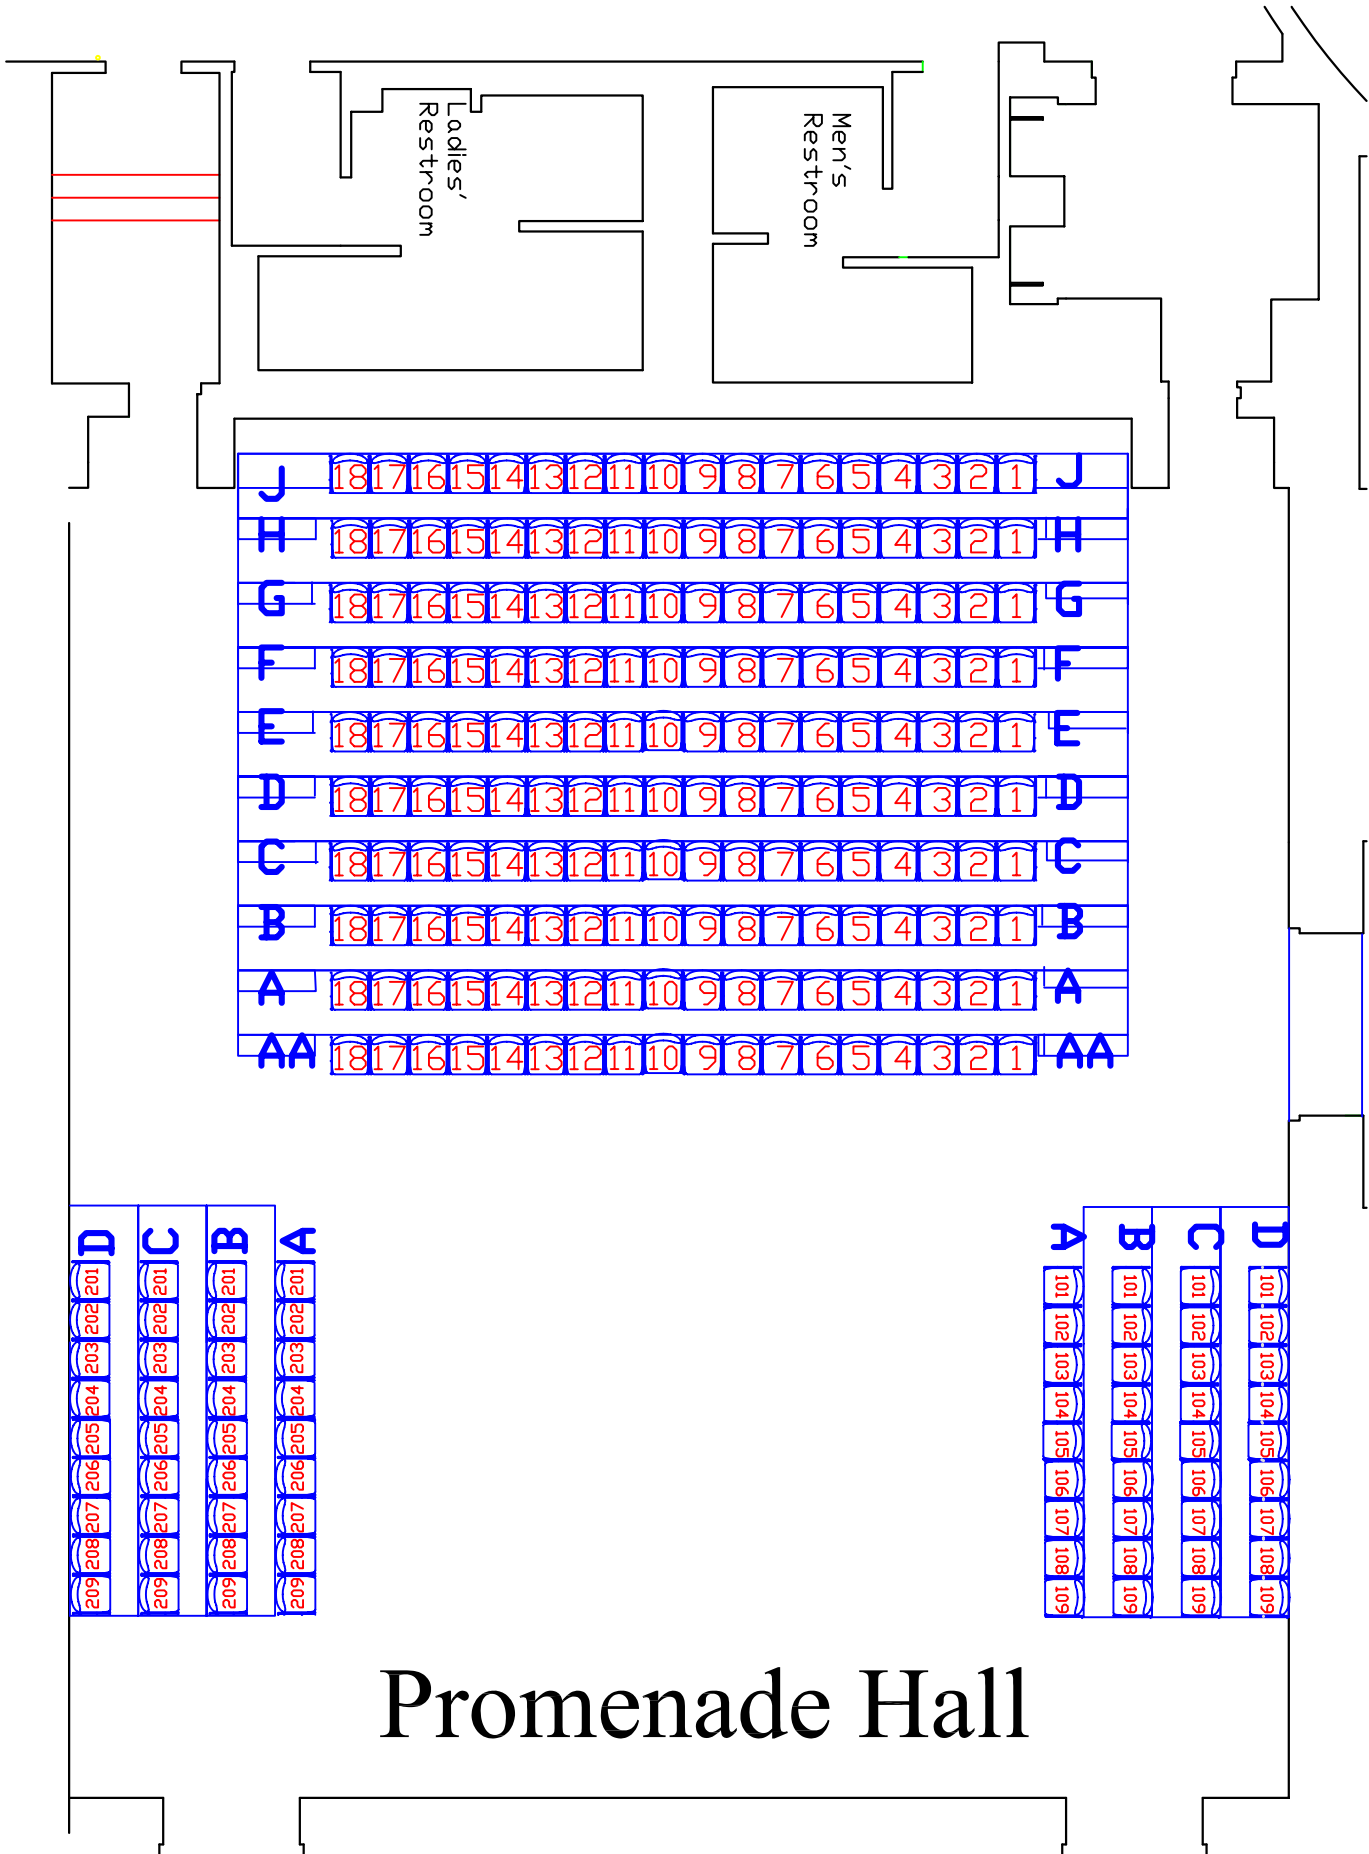 Ladies'
Restroom
Men's
Restroom
J 18 17 16 15 14 13 12 11 10 9 8 7 6 5 4 3 2 1 J
H 18 17 16 15 14 13 12 11 10 9 8 7 6 5 4 3 2 1 H
G 18 17 16 15 14 13 12 11 10 9 8 7 6 5 4 3 2 1 G
F 18 17 16 15 14 13 12 11 10 9 8 7 6 5 4 3 2 1 F
E 18 17 16 15 14 13 12 11 10 9 8 7 6 5 4 3 2 1 E
D 18 17 16 15 14 13 12 11 10 9 8 7 6 5 4 3 2 1 D
C 18 17 16 15 14 13 12 11 10 9 8 7 6 5 4 3 2 1 C
B 18 17 16 15 14 13 12 11 10 9 8 7 6 5 4 3 2 1 B
A 18 17 16 15 14 13 12 11 10 9 8 7 6 5 4 3 2 1 A
AA 18 17 16 15 14 13 12 11 10 9 8 7 6 5 4 3 2 1 AA
D C B A A B C D
201 201 201 201 101 101 101 101
202 202 202 202 102 102 102 102
203 203 203 203 103 103 103 103
204 204 204 204 104 104 104 104
205 205 205 205 105 105 105 105
206 206 206 206 106 106 106 106
207 207 207 207 107 107 107 107
208 208 208 208 108 108 108 108
209 209 209 209 109 109 109 109
Promenade Hall